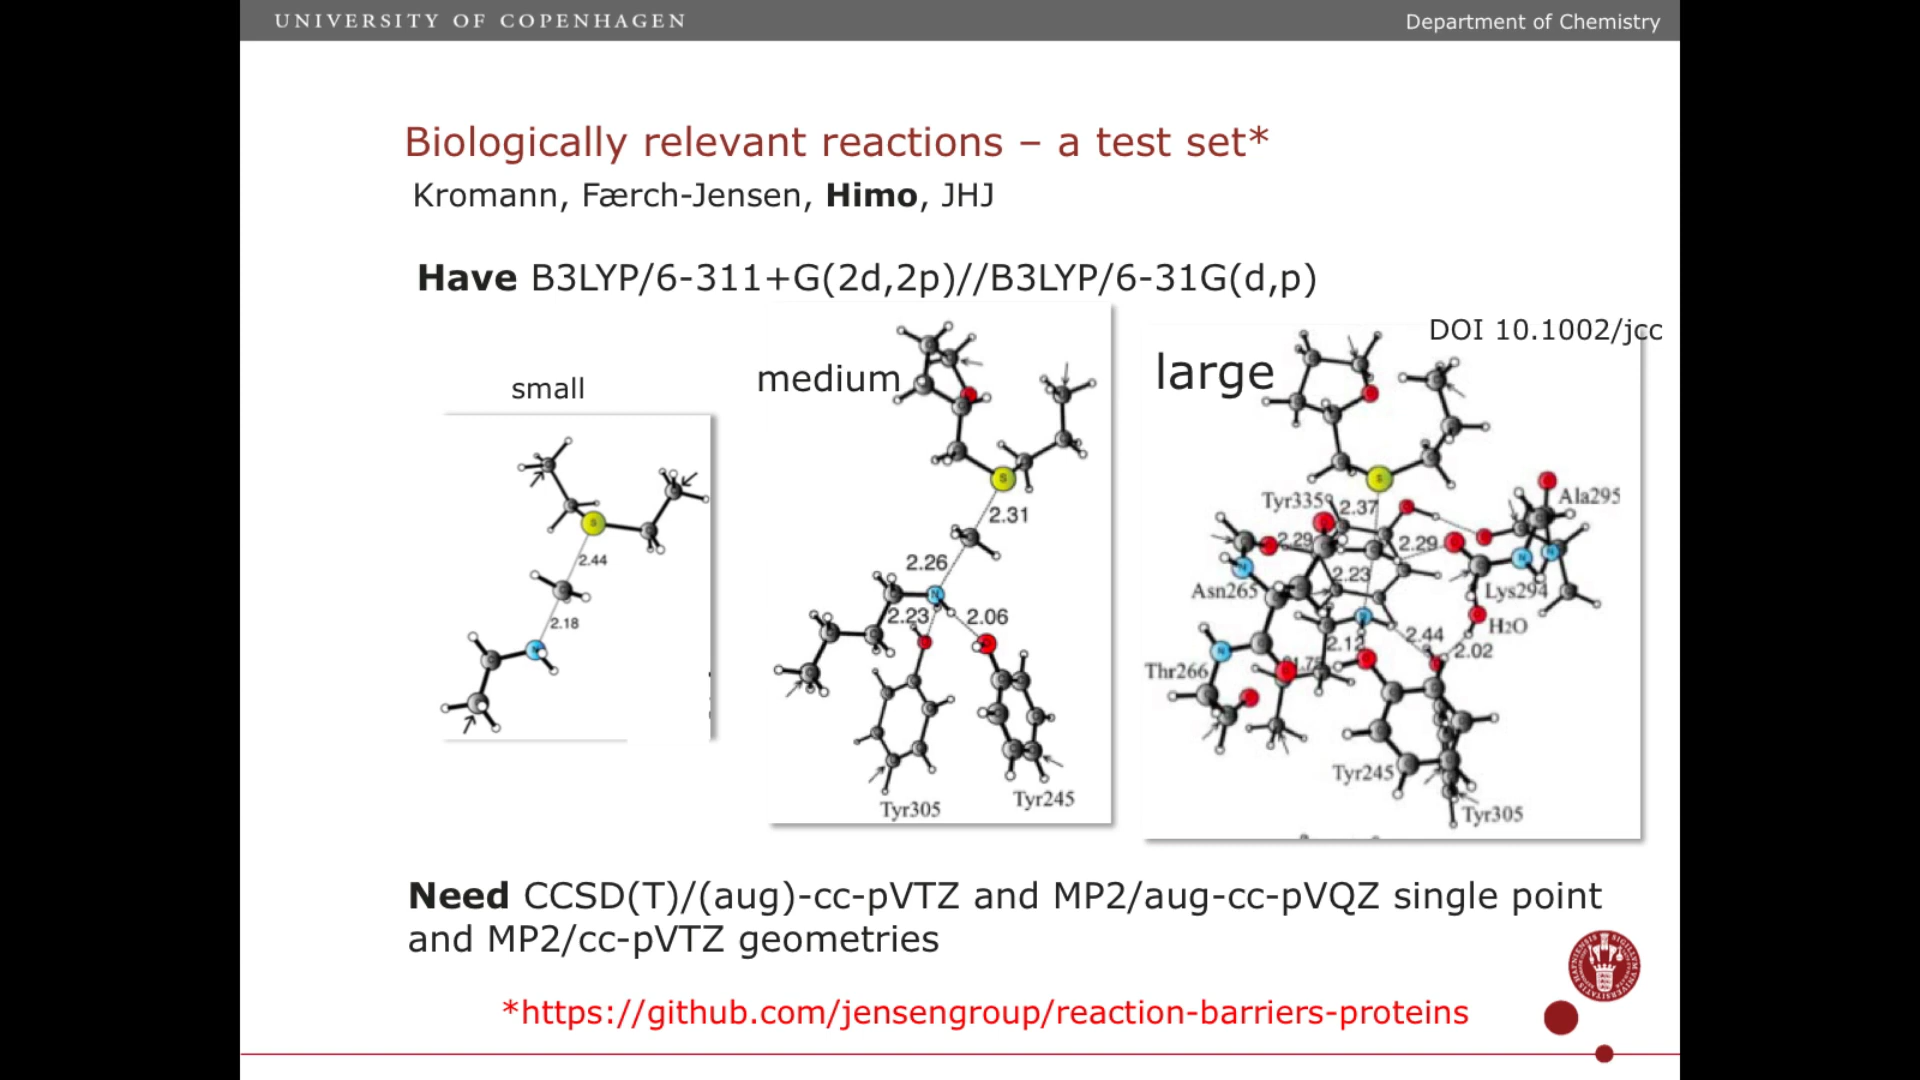 UNIVERSITY OF COPENHAGEN
Department of Chemistry
Biologically relevant reactions – a test set*
Kromann, Færch-Jensen, Himo, JHJ
Have B3LYP/6-311+G(2d,2p)//B3LYP/6-31G(d,p)
DOI 10.1002/jcc
small
S
2.44
2.18
N
medium
S
2.31
2.26
N
2.23
2.06
Tyr305
Tyr245
large
S
Tyr335
2.37
Ala295
2.29
2.29
N
N
N
2.23
Asn265
Lys294
N
H2O
2.44
N
2.12
2.02
Thr266
Tyr245
Tyr305
Need CCSD(T)/(aug)-cc-pVTZ and MP2/aug-cc-pVQZ single point
and MP2/cc-pVTZ geometries
*https://github.com/jensengroup/reaction-barriers-proteins